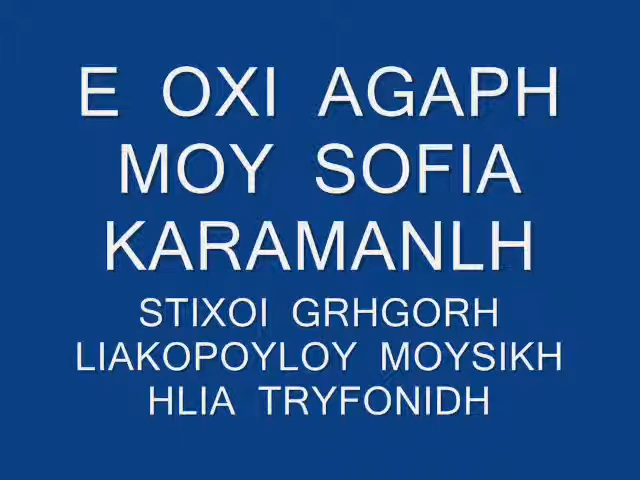 E OXI AGAPH
MOY SOFIA
KARAMANLH
STIXOI GRHGORH
LIAKOPOYLOY MOYSIKH
HLIA TRYFONIDH